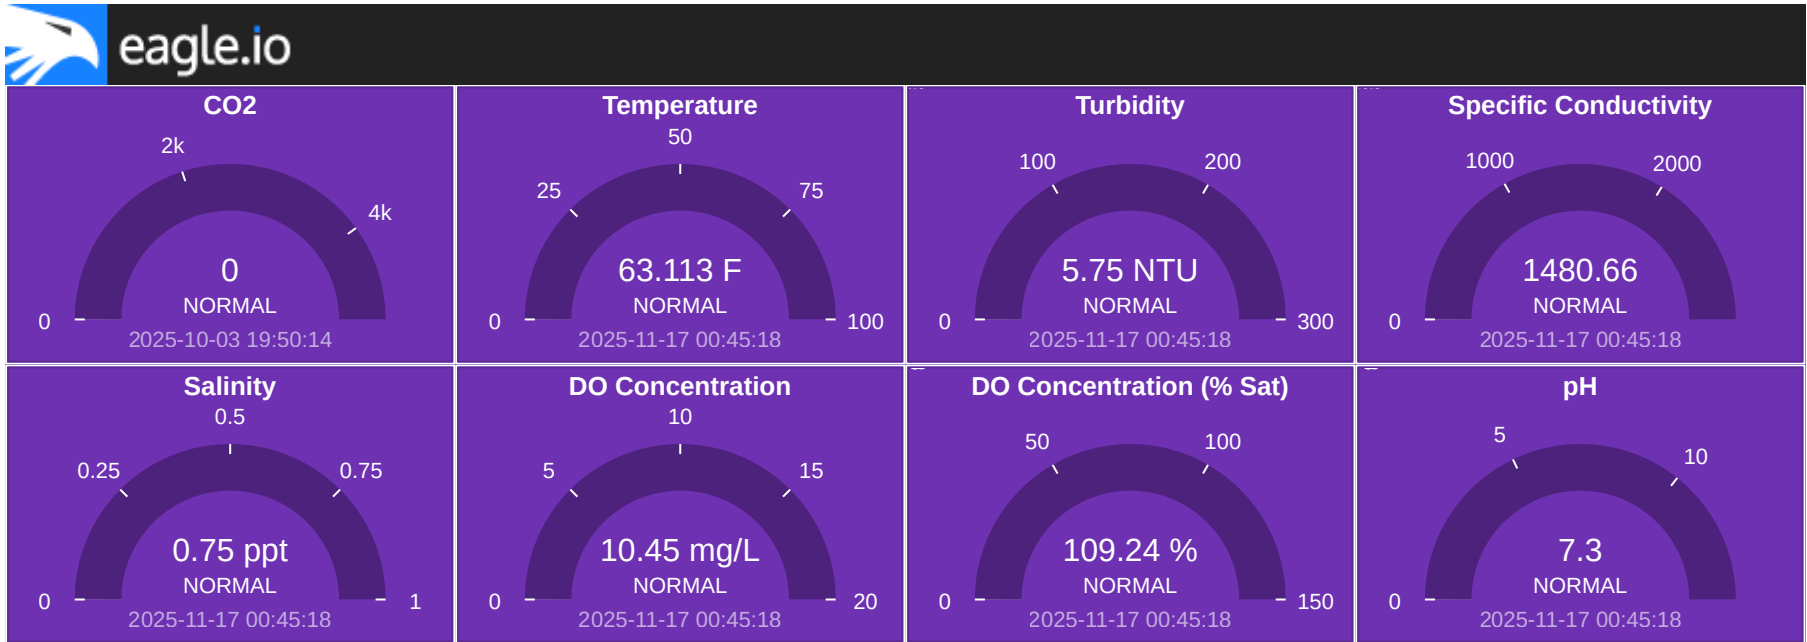 eagle.io
CO2
2k
4k
0
0
NORMAL
2025-10-03 19:50:14
Temperature
50
25
75
63.113 F
NORMAL
0
100
2025-11-17 00:45:18
Turbidity
100
200
5.75 NTU
NORMAL
0
300
2025-11-17 00:45:18
Specific Conductivity
1000
2000
1480.66
NORMAL
0
2025-11-17 00:45:18
Salinity
0.5
0.25
0.75
0.75 ppt
NORMAL
0
1
2025-11-17 00:45:18
DO Concentration
10
5
15
10.45 mg/L
NORMAL
0
20
2025-11-17 00:45:18
DO Concentration (% Sat)
50
100
109.24 %
NORMAL
0
150
2025-11-17 00:45:18
pH
5
10
7.3
NORMAL
0
2025-11-17 00:45:18